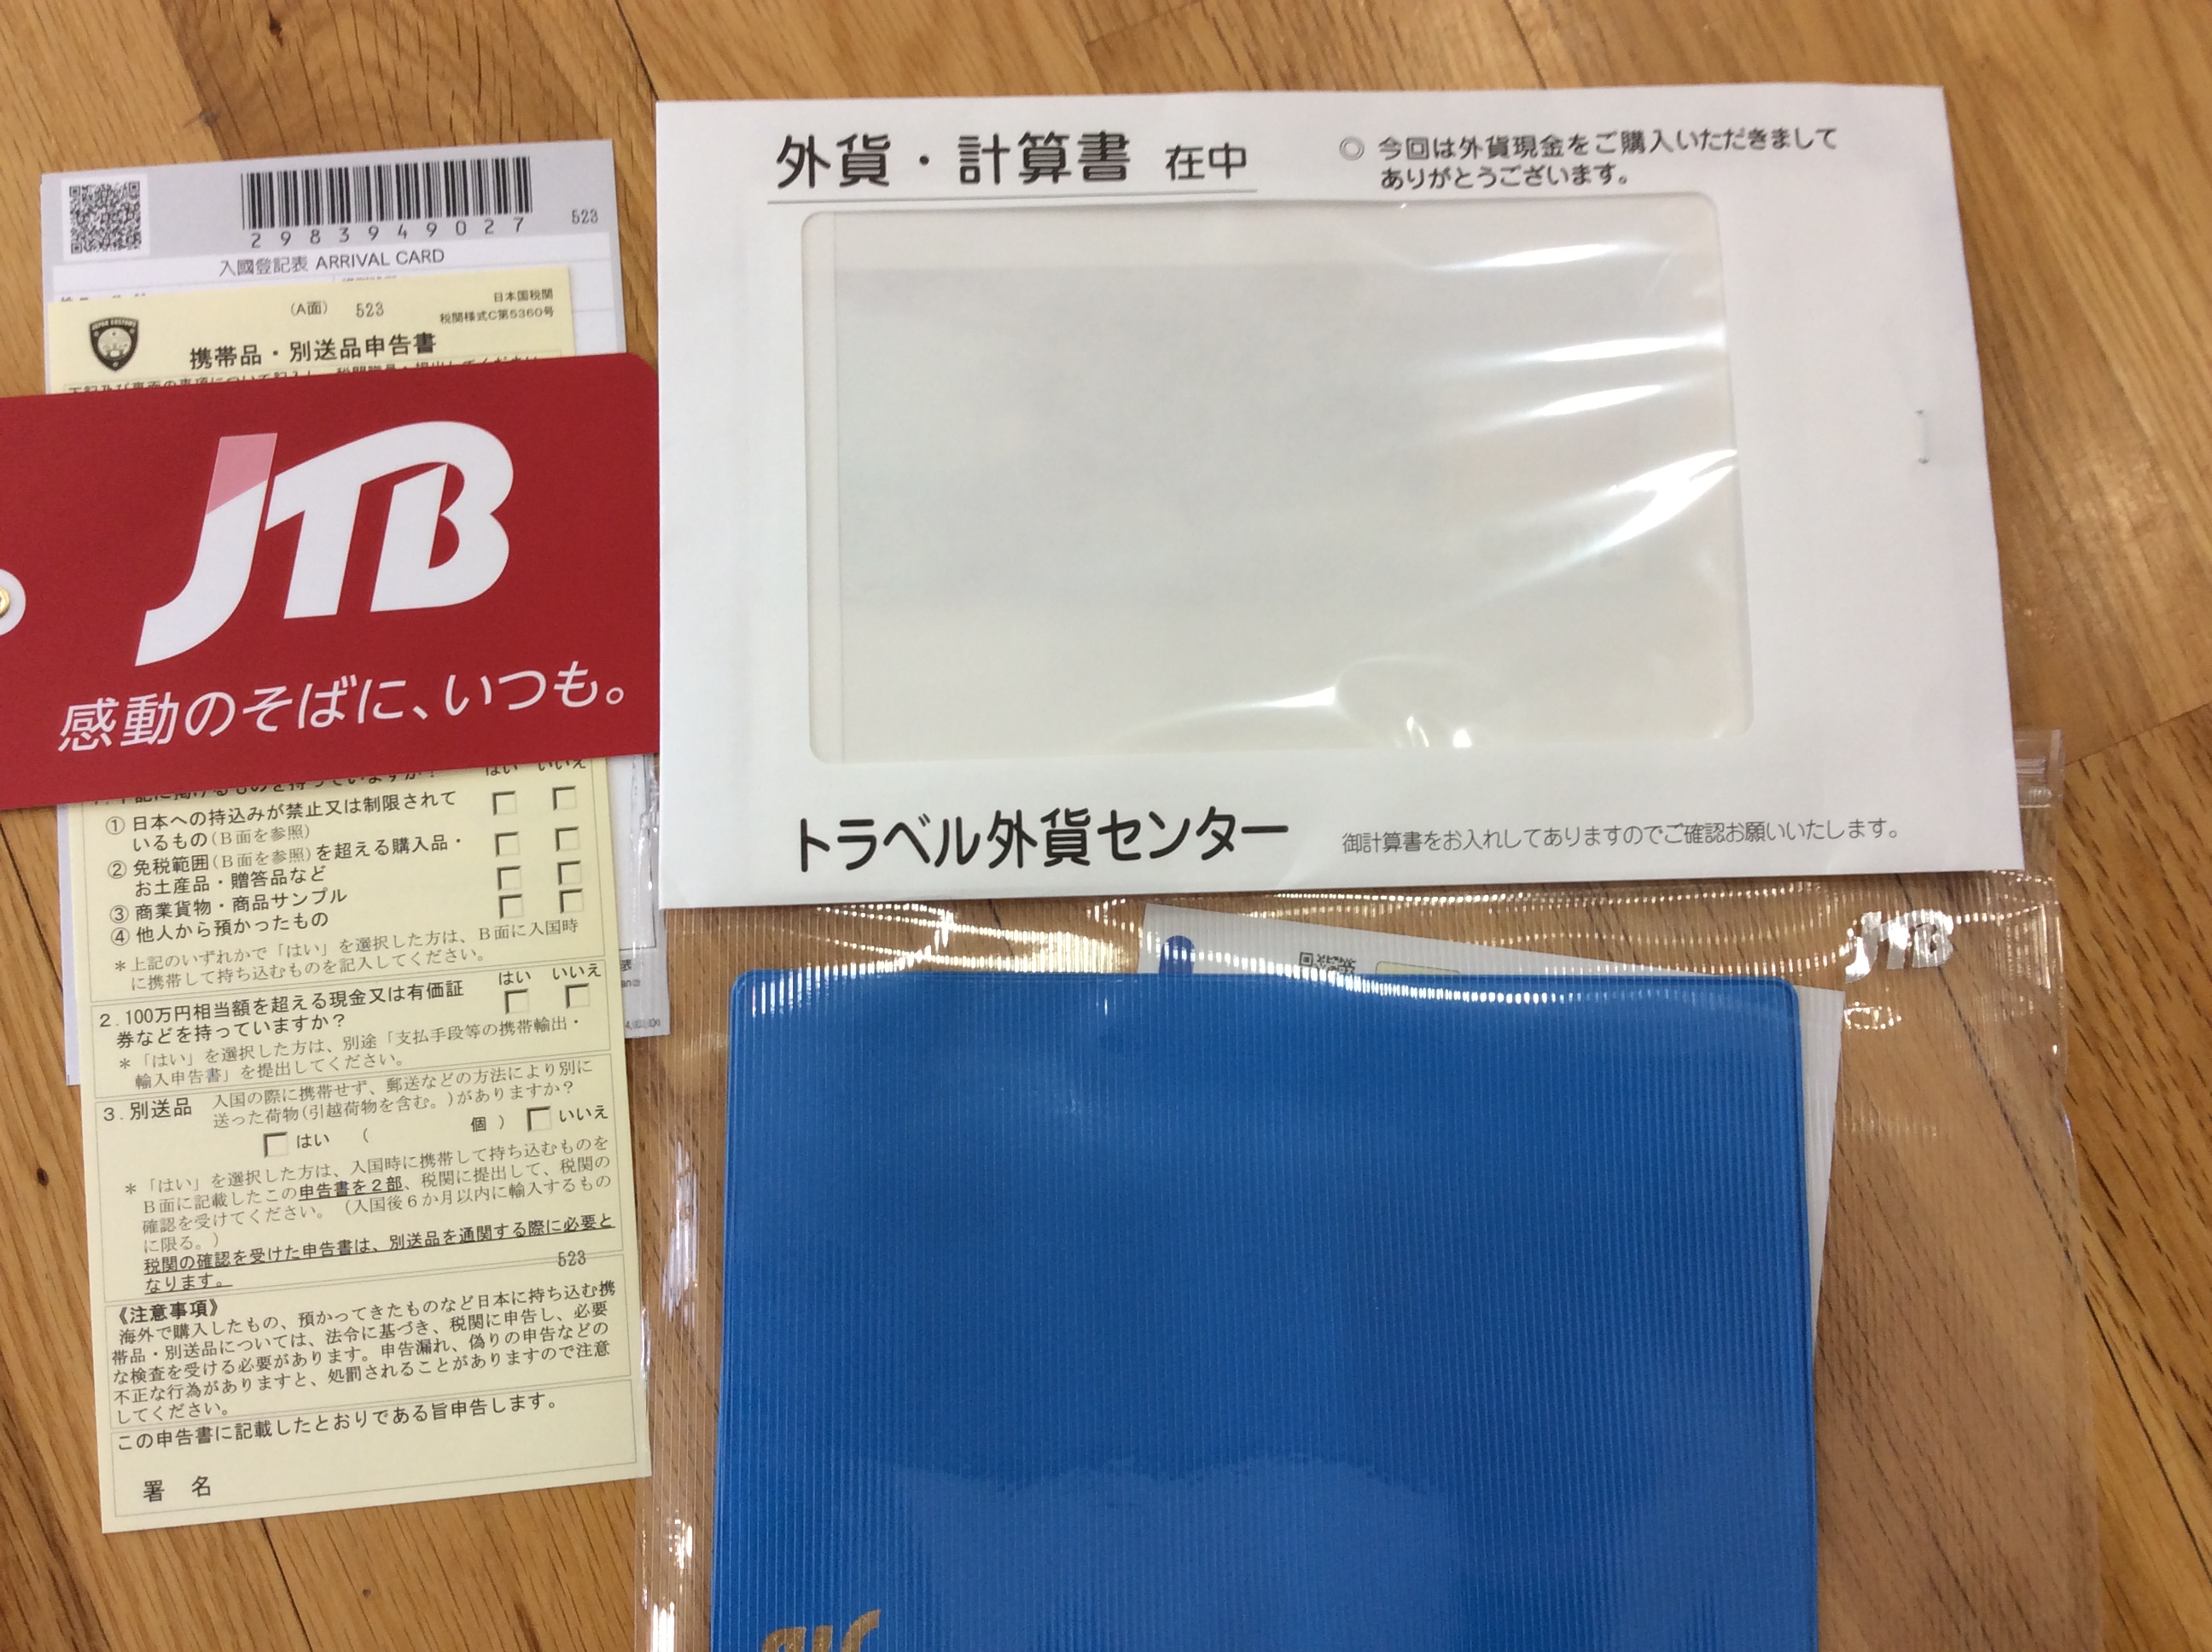 2983949027
523
入國登記表 ARRIVAL CARD
(A面) 523
日本国税関
税関様式C第5360号
JAPAN CUSTOMS
携帯品・別送品申告書
JTB
感動のそばに、いつも。
はい いいえ
① 日本への持込みが禁止又は制限されて
いるもの(B面を参照)
② 免税範囲(B面を参照)を超える購入品・
お土産品・贈答品など
③ 商業貨物・商品サンプル
④ 他人から預かったもの
＊上記のいずれかで「はい」を選択した方は、B面に入国時
に携帯して持ち込むものを記入してください。
はい いいえ
2.100万円相当額を超える現金又は有価証
券などを持っていますか？
＊「はい」を選択した方は、別途「支払手段等の携帯輸出・
輸入申告書」を提出してください。
3.別送品 入国の際に携帯せず、郵送などの方法により別に
送った荷物(引越荷物を含む。)がありますか？
はい ( 個 ) いいえ
＊「はい」を選択した方は、入国時に携帯して持ち込むものを
B面に記載したこの申告書を2部、税関に提出して、税関の
確認を受けてください。(入国後6か月以内に輸入するもの
に限る。)
税関の確認を受けた申告書は、別送品を通関する際に必要と
なります。
523
《注意事項》
海外で購入したもの、預かってきたものなど日本に持ち込む携
帯品・別送品については、法令に基づき、税関に申告し、必要
な検査を受ける必要があります。申告漏れ、偽りの申告などの
不正な行為がありますと、処罰されることがありますので注意
してください。
この申告書に記載したとおりである旨申告します。
署 名
外貨・計算書 在中
◎ 今回は外貨現金をご購入いただきまして
ありがとうございます。
トラベル外貨センター
御計算書をお入れしてありますのでご確認お願いいたします。
JTB